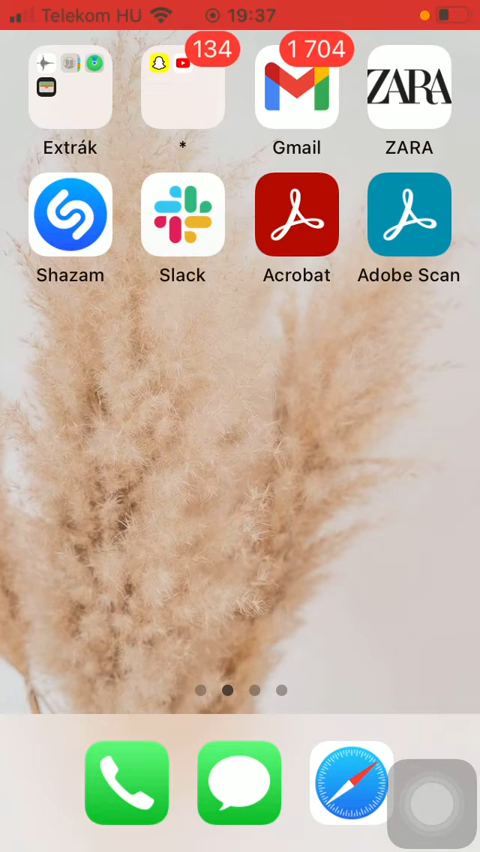 Telekom HU 19:37
134 1 704
ZARA
Extrák * Gmail ZARA
Shazam Slack Acrobat Adobe Scan